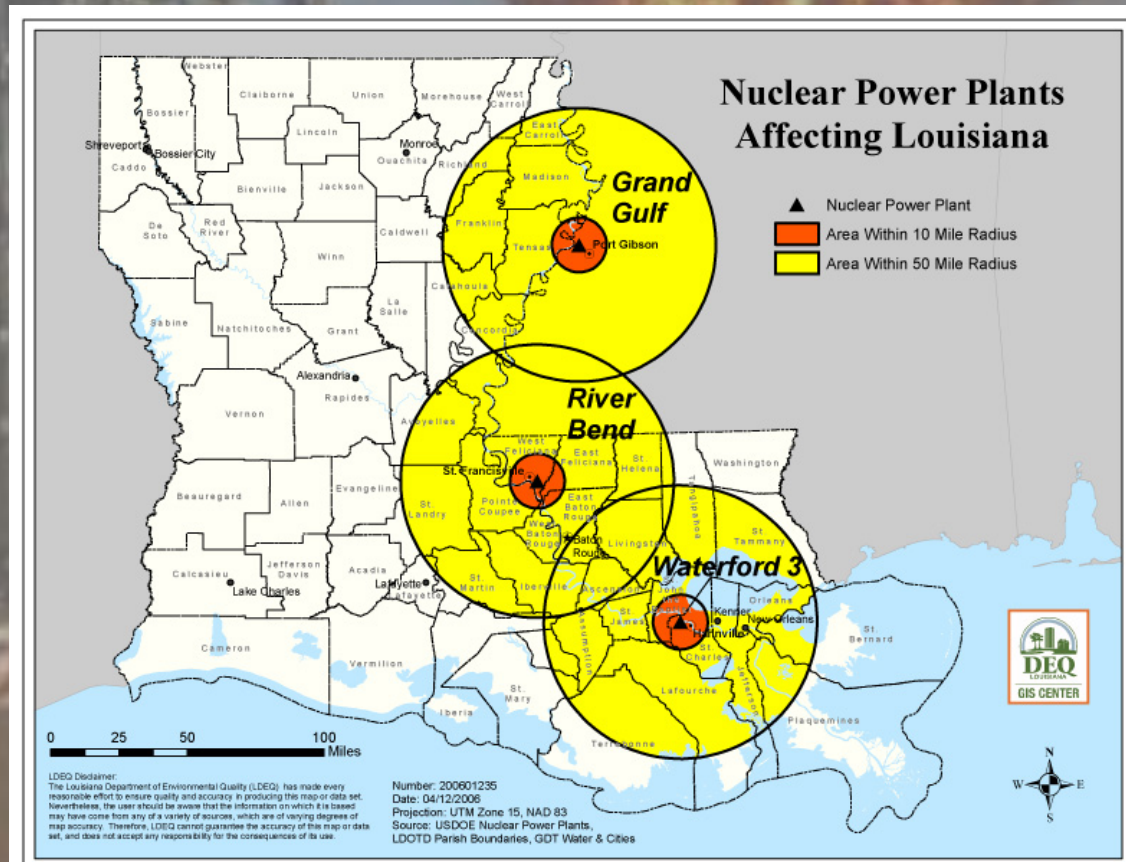 Nuclear Power Plants
Affecting Louisiana
Nuclear Power Plant
Area Within 10 Mile Radius
Area Within 50 Mile Radius
Grand
Gulf
Port Gibson
River
Bend
St. Francisville
Waterford 3
Hahnville
Kenner
New Orleans
Baton
Rouge
Shreveport
Bossier City
Monroe
Alexandria
Lake Charles
Lafayette
Webster
Bossier
Caddo
Claiborne
Union
Morehouse
West
Carroll
East
Carroll
Lincoln
Ouachita
Richland
Madison
Bienville
Jackson
De
Soto
Red
River
Winn
Caldwell
Franklin
Tensas
Catahoula
La
Salle
Concordia
Sabine
Natchitoches
Grant
Rapides
Vernon
Avoyelles
West
Feliciana
East
Feliciana
St.
Helena
Tangipahoa
Washington
Beauregard
Allen
Evangeline
St.
Landry
Pointe
Coupee
East
Baton
Rouge
West
Baton
Rouge
Livingston
St
Tammany
Calcasieu
Jefferson
Davis
Acadia
Lafayette
St.
Martin
Iberville
Ascension
St.
James
John
Assumption
St.
Charles
Orleans
St.
Bernard
Jefferson
Plaquemines
Lafourche
Terrebonne
Cameron
Vermilion
Iberia
St.
Mary
0 25 50 100
Miles
DEQ
LOUISIANA
GIS CENTER
N
W E
S
LDEQ Disclaimer:
The Louisiana Department of Environmental Quality (LDEQ) has made every
reasonable effort to ensure quality and accuracy in producing this map or data set.
Nevertheless, the user should be aware that the information on which it is based
may have come from any of a variety of sources, which are of varying degrees of
map accuracy. Therefore, LDEQ cannot guarantee the accuracy of this map or data
set, and does not accept any responsibility for the consequences of its use.
Number: 200601235
Date: 04/12/2006
Projection: UTM Zone 15, NAD 83
Source: USDOE Nuclear Power Plants,
LDOTD Parish Boundaries, GDT Water & Cities